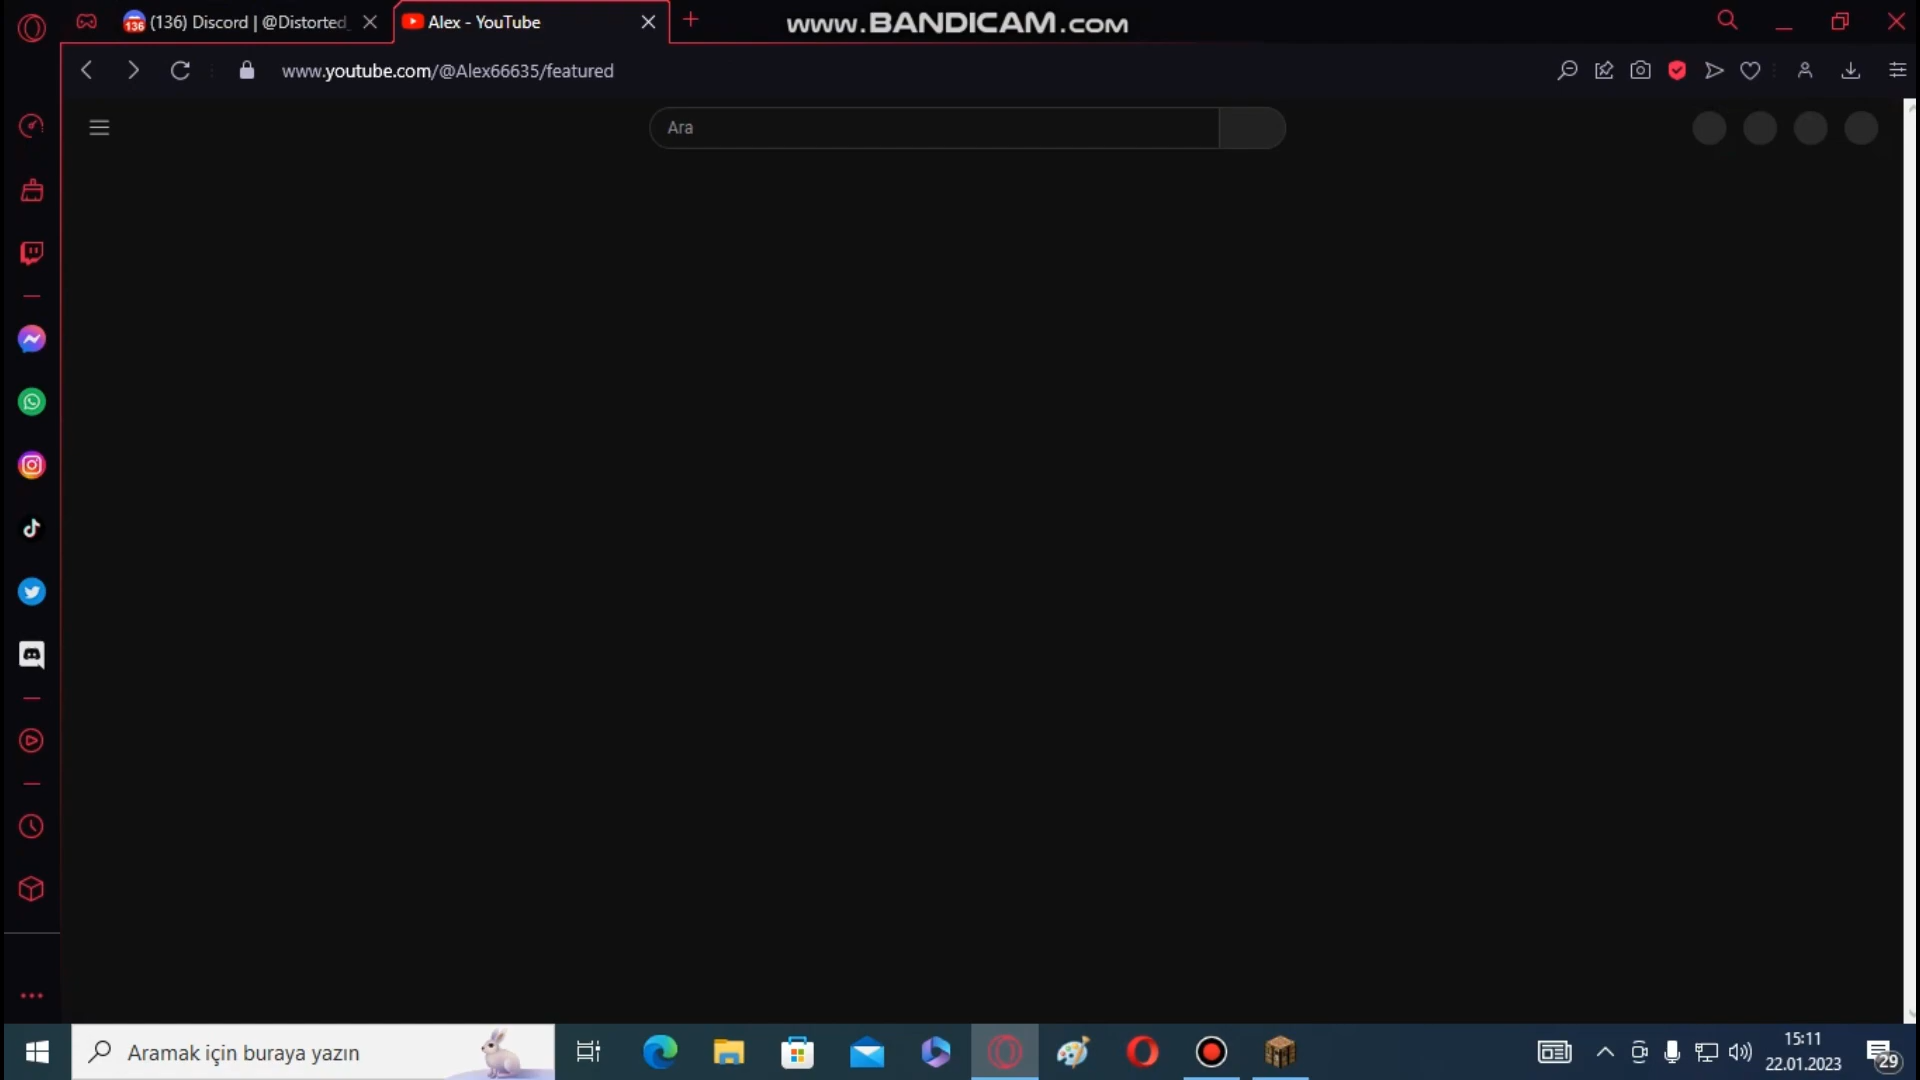 136
(136) Discord | @Distorted
Alex - YouTube
www.BANDICAM.com
www.youtube.com/@Alex66635/featured
Ara
Aramak için buraya yazın
15:11
22.01.2023
29